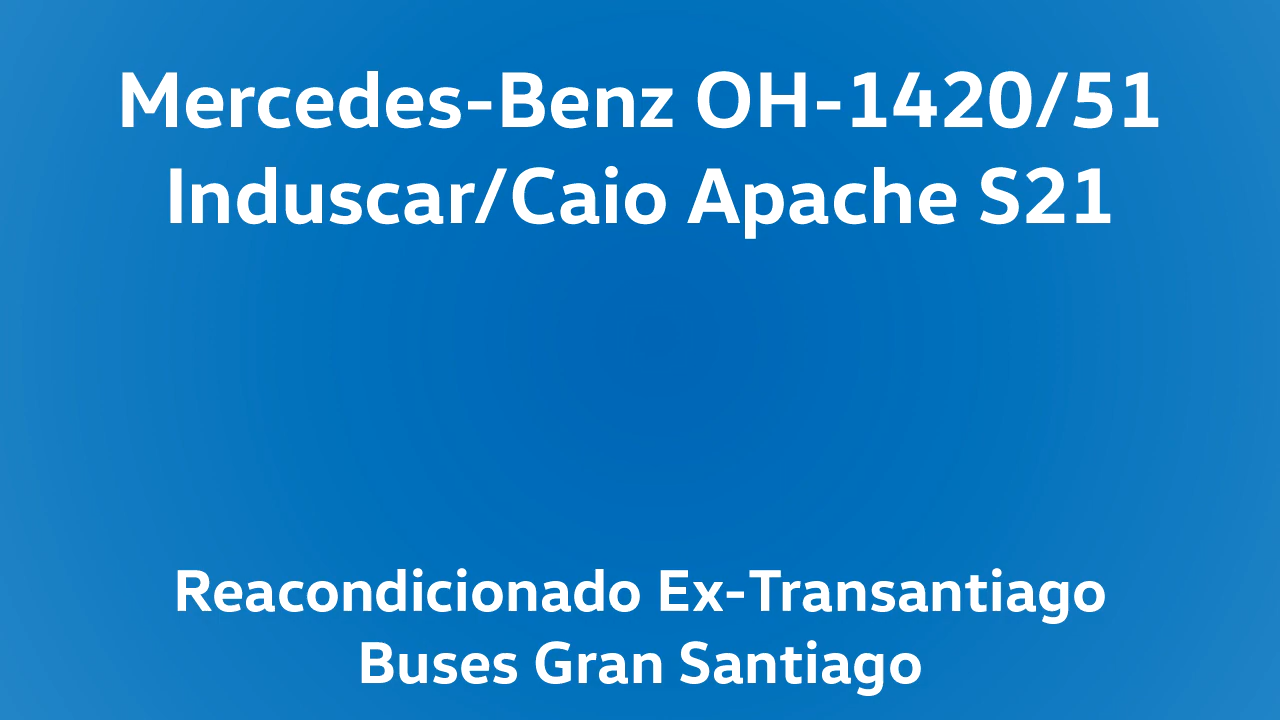 Mercedes-Benz OH-1420/51
Induscar/Caio Apache S21
Reacondicionado Ex-Transantiago
Buses Gran Santiago